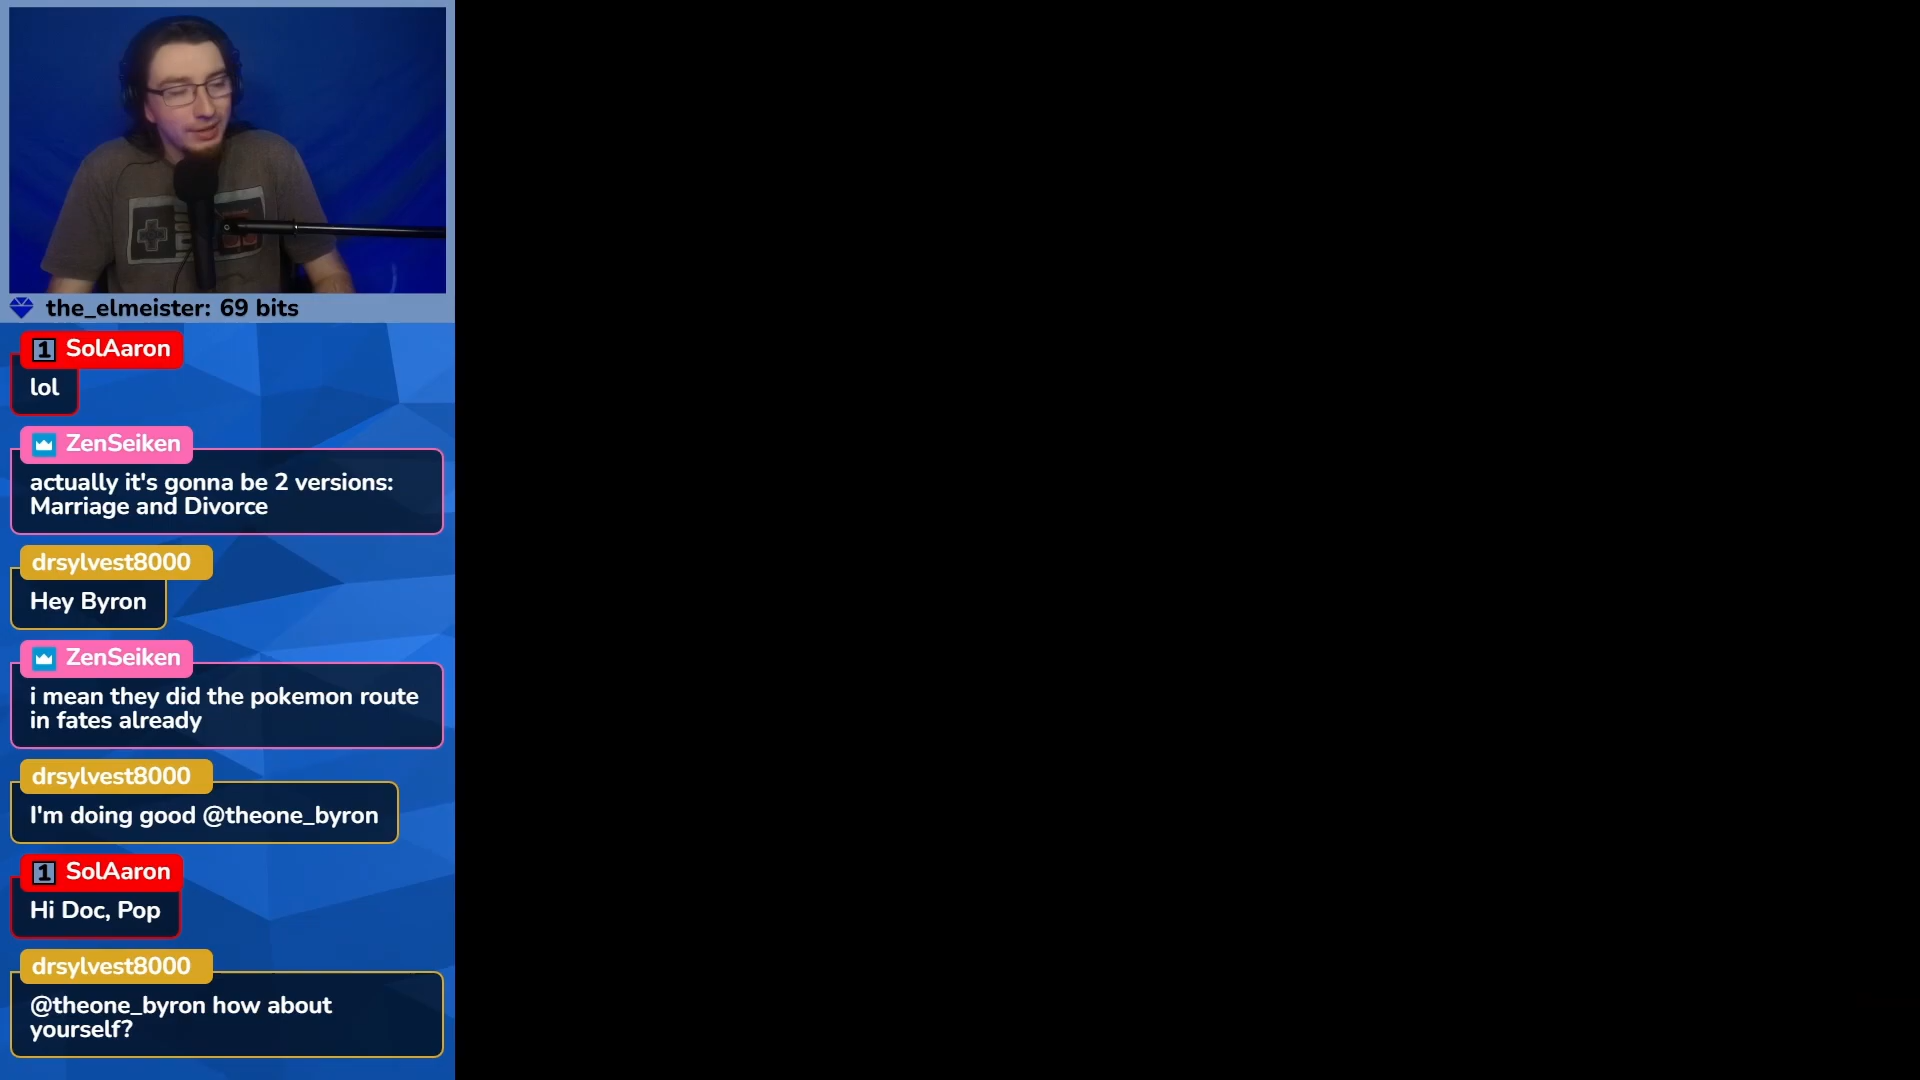 the_elmeister: 69 bits
1 SolAaron
lol
ZenSeiken
actually it's gonna be 2 versions:
Marriage and Divorce
drsylvest8000
Hey Byron
ZenSeiken
i mean they did the pokemon route
in fates already
drsylvest8000
I'm doing good @theone_byron
1 SolAaron
Hi Doc, Pop
drsylvest8000
@theone_byron how about
yourself?